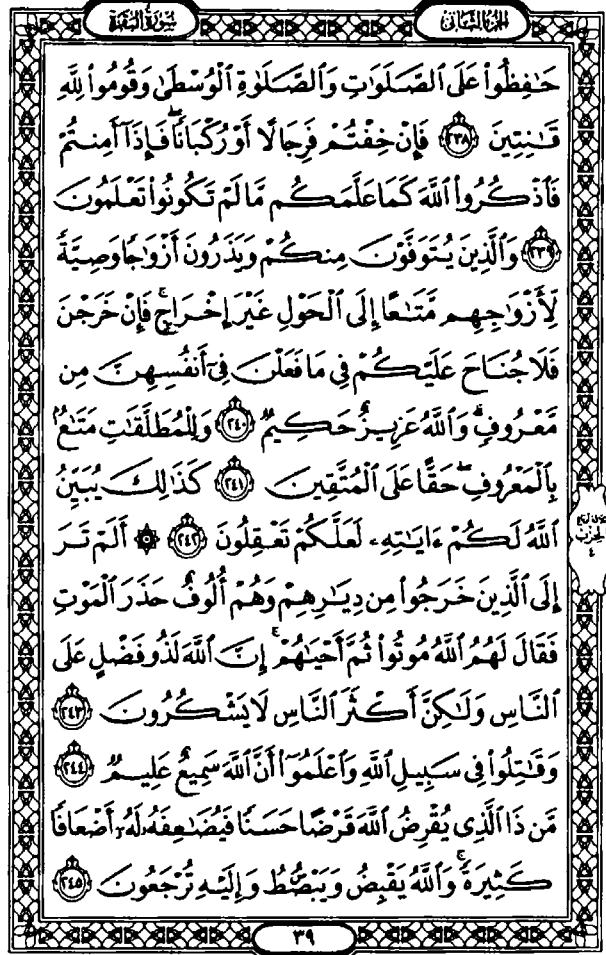 سُورَةُ البَقَرَةِ
الجُزْءُ الثَّانِي
حَٰفِظُوا۟ عَلَى ٱلصَّلَوَٰتِ وَٱلصَّلَوٰةِ ٱلْوُسْطَىٰ وَقُومُوا۟ لِلَّهِ
قَٰنِتِينَ ﴿٢٣٨﴾ فَإِنْ خِفْتُمْ فَرِجَالًا أَوْ رُكْبَانًا ۖ فَإِذَآ أَمِنتُمْ
فَٱذْكُرُوا۟ ٱللَّهَ كَمَا عَلَّمَكُم مَّا لَمْ تَكُونُوا۟ تَعْلَمُونَ
﴿٢٣٩﴾ وَٱلَّذِينَ يُتَوَفَّوْنَ مِنكُمْ وَيَذَرُونَ أَزْوَٰجًا وَصِيَّةً
لِّأَزْوَٰجِهِم مَّتَٰعًا إِلَى ٱلْحَوْلِ غَيْرَ إِخْرَاجٍ ۚ فَإِنْ خَرَجْنَ
فَلَا جُنَاحَ عَلَيْكُمْ فِى مَا فَعَلْنَ فِىٓ أَنفُسِهِنَّ مِن
مَّعْرُوفٍ ۗ وَٱللَّهُ عَزِيزٌ حَكِيمٌ ﴿٢٤٠﴾ وَلِلْمُطَلَّقَٰتِ مَتَٰعٌۢ
بِٱلْمَعْرُوفِ ۖ حَقًّا عَلَى ٱلْمُتَّقِينَ ﴿٢٤١﴾ كَذَٰلِكَ يُبَيِّنُ
ٱللَّهُ لَكُمْ ءَايَٰتِهِۦ لَعَلَّكُمْ تَعْقِلُونَ ﴿٢٤٢﴾ ۞ أَلَمْ تَرَ
إِلَى ٱلَّذِينَ خَرَجُوا۟ مِن دِيَٰرِهِمْ وَهُمْ أُلُوفٌ حَذَرَ ٱلْمَوْتِ
فَقَالَ لَهُمُ ٱللَّهُ مُوتُوا۟ ثُمَّ أَحْيَٰهُمْ ۚ إِنَّ ٱللَّهَ لَذُو فَضْلٍ عَلَى
ٱلنَّاسِ وَلَٰكِنَّ أَكْثَرَ ٱلنَّاسِ لَا يَشْكُرُونَ ﴿٢٤٣﴾
وَقَٰتِلُوا۟ فِى سَبِيلِ ٱللَّهِ وَٱعْلَمُوٓا۟ أَنَّ ٱللَّهَ سَمِيعٌ عَلِيمٌ ﴿٢٤٤﴾
مَّن ذَا ٱلَّذِى يُقْرِضُ ٱللَّهَ قَرْضًا حَسَنًا فَيُضَٰعِفَهُۥ لَهُۥٓ أَضْعَافًا
كَثِيرَةً ۚ وَٱللَّهُ يَقْبِضُ وَيَبْصُۜطُ وَإِلَيْهِ تُرْجَعُونَ ﴿٢٤٥﴾
الحِزْب
٤
٣٩